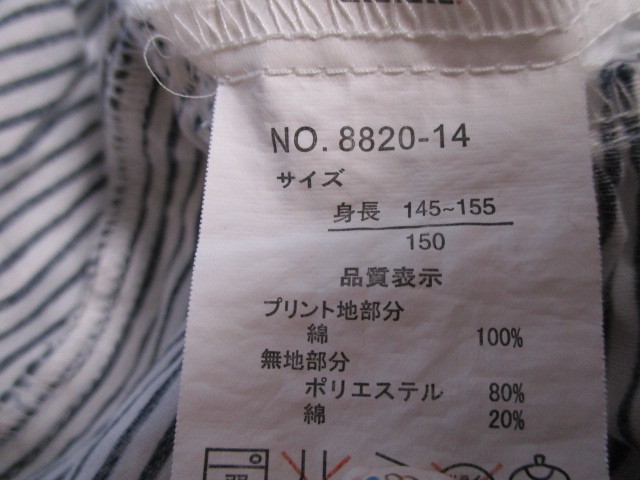 NO. 8820-14
サイズ
身長 145~155
150
品質表示
プリント地部分
綿 100%
無地部分
ポリエステル 80%
綿 20%